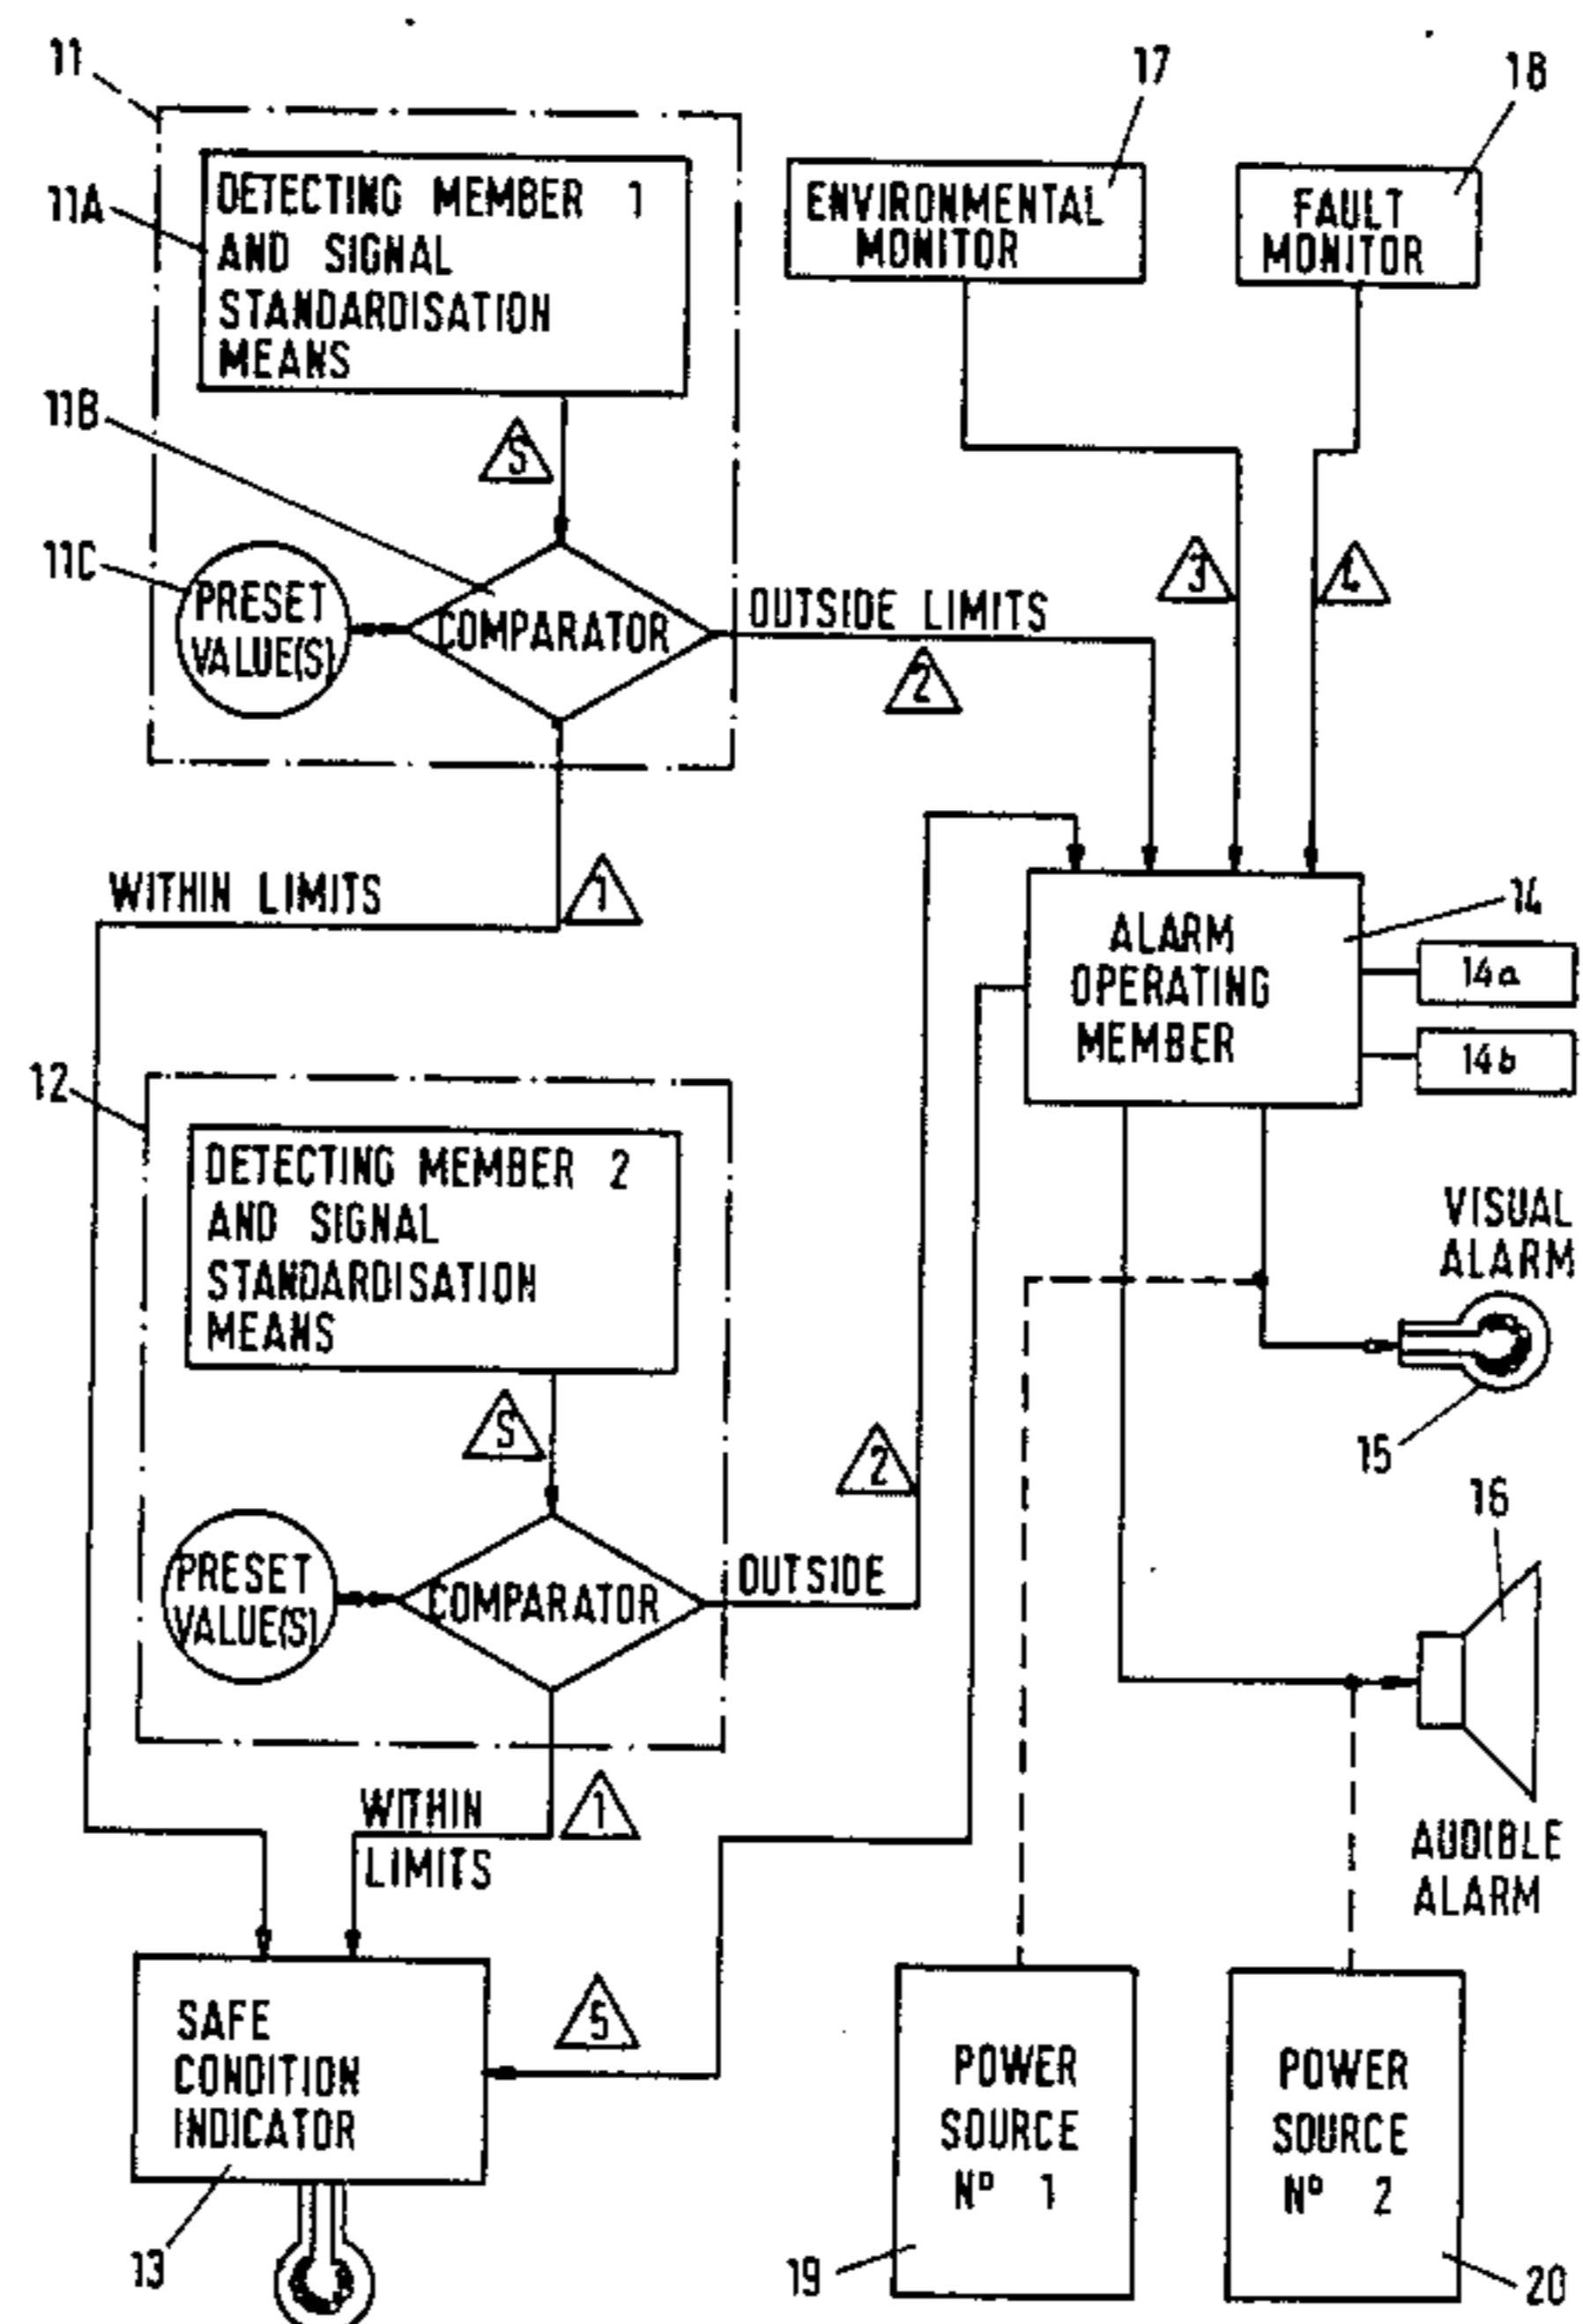 11
17
18
11A
DETECTING MEMBER 1
AND SIGNAL
STANDARDISATION
MEANS
ENVIRONMENTAL
MONITOR
FAULT
MONITOR
11B
S
11C
PRESET
VALUE(S)
COMPARATOR
OUTSIDE LIMITS
2
3
4
WITHIN LIMITS
1
ALARM
OPERATING
MEMBER
14
14a
14b
12
DETECTING MEMBER 2
AND SIGNAL
STANDARDISATION
MEANS
VISUAL
ALARM
15
S
2
16
PRESET
VALUE(S)
COMPARATOR
OUTSIDE
WITHIN
LIMITS
1
AUDIBLE
ALARM
SAFE
CONDITION
INDICATOR
5
POWER
SOURCE
Nº 1
POWER
SOURCE
Nº 2
13
19
20